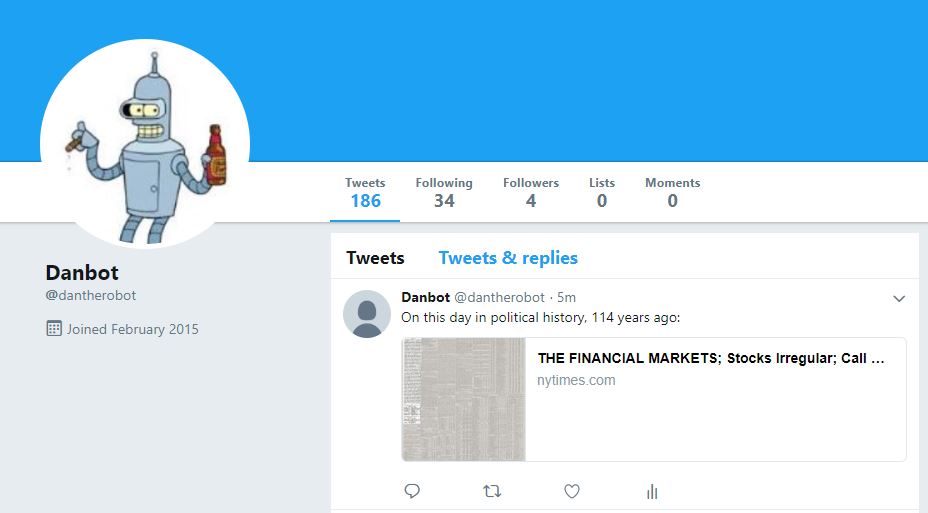 Tweets Following Followers Lists Moments
186 34 4 0 0
Danbot
@dantherobot
Joined February 2015
Tweets Tweets & replies
Danbot @dantherobot · 5m
On this day in political history, 114 years ago:
THE FINANCIAL MARKETS; Stocks Irregular; Call ...
nytimes.com